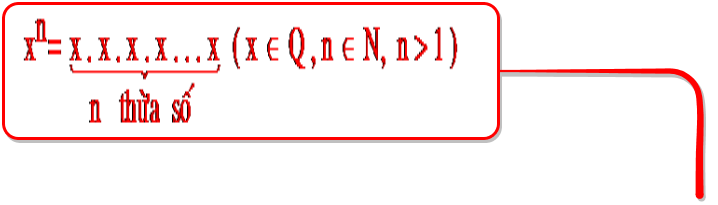 xⁿ= x.x.x.x...x (x ∈ Q,n ∈ N, n>1)
n thừa số